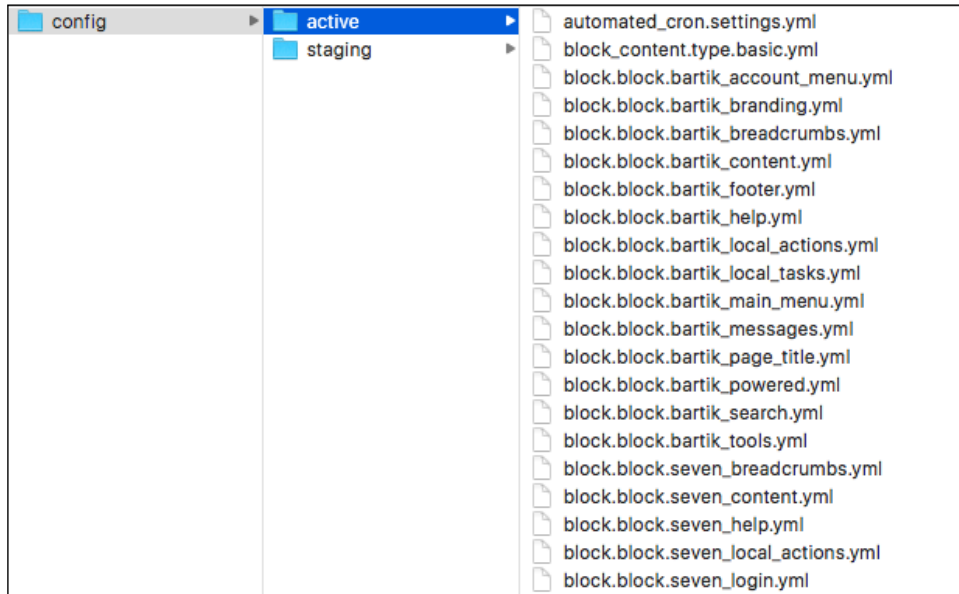 config
active
staging
automated_cron.settings.yml
block_content.type.basic.yml
block.block.bartik_account_menu.yml
block.block.bartik_branding.yml
block.block.bartik_breadcrumbs.yml
block.block.bartik_content.yml
block.block.bartik_footer.yml
block.block.bartik_help.yml
block.block.bartik_local_actions.yml
block.block.bartik_local_tasks.yml
block.block.bartik_main_menu.yml
block.block.bartik_messages.yml
block.block.bartik_page_title.yml
block.block.bartik_powered.yml
block.block.bartik_search.yml
block.block.bartik_tools.yml
block.block.seven_breadcrumbs.yml
block.block.seven_content.yml
block.block.seven_help.yml
block.block.seven_local_actions.yml
block.block.seven_login.yml